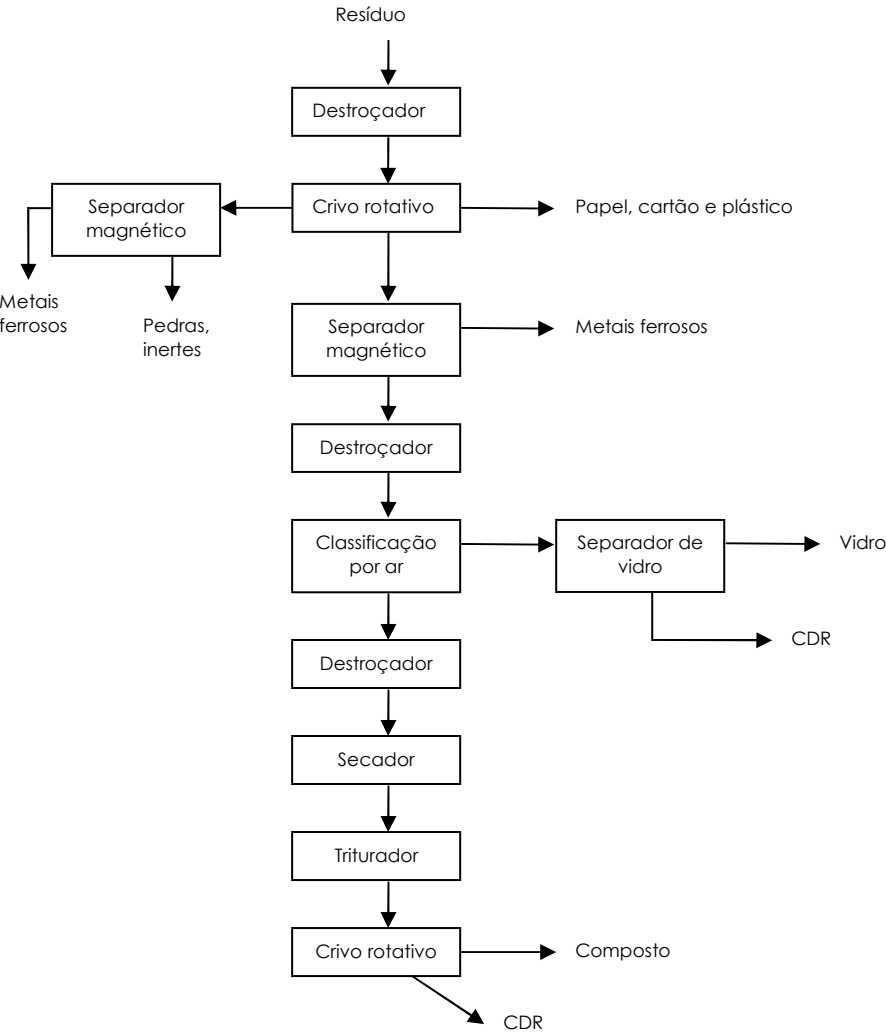 Resíduo
Destroçador
Separador
magnético
Crivo rotativo
Papel, cartão e plástico
Metais
ferrosos
Pedras,
inertes
Separador
magnético
Metais ferrosos
Destroçador
Classificação
por ar
Separador de
vidro
Vidro
CDR
Destroçador
Secador
Triturador
Crivo rotativo
Composto
CDR